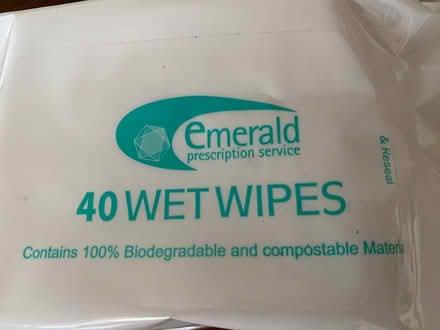 emerald
prescription service
40 WET WIPES
Contains 100% Biodegradable and compostable
& Reseal